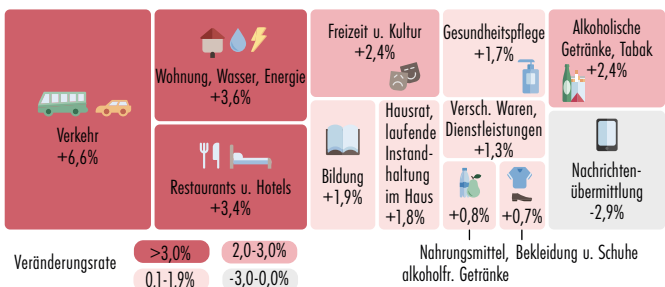 Verkehr
+6,6%
Wohnung, Wasser, Energie
+3,6%
Restaurants u. Hotels
+3,4%
Freizeit u. Kultur
+2,4%
Bildung
+1,9%
Hausrat,
laufende
Instand-
haltung
im Haus
+1,8%
Gesundheitspflege
+1,7%
Versch. Waren,
Dienstleistungen
+1,3%
+0,8%
+0,7%
Nahrungsmittel,
alkoholfr. Getränke
Bekleidung u. Schuhe
Alkoholische
Getränke, Tabak
+2,4%
Nachrichten-
übermittlung
-2,9%
Veränderungsrate
>3,0%
2,0-3,0%
0,1-1,9%
-3,0-0,0%